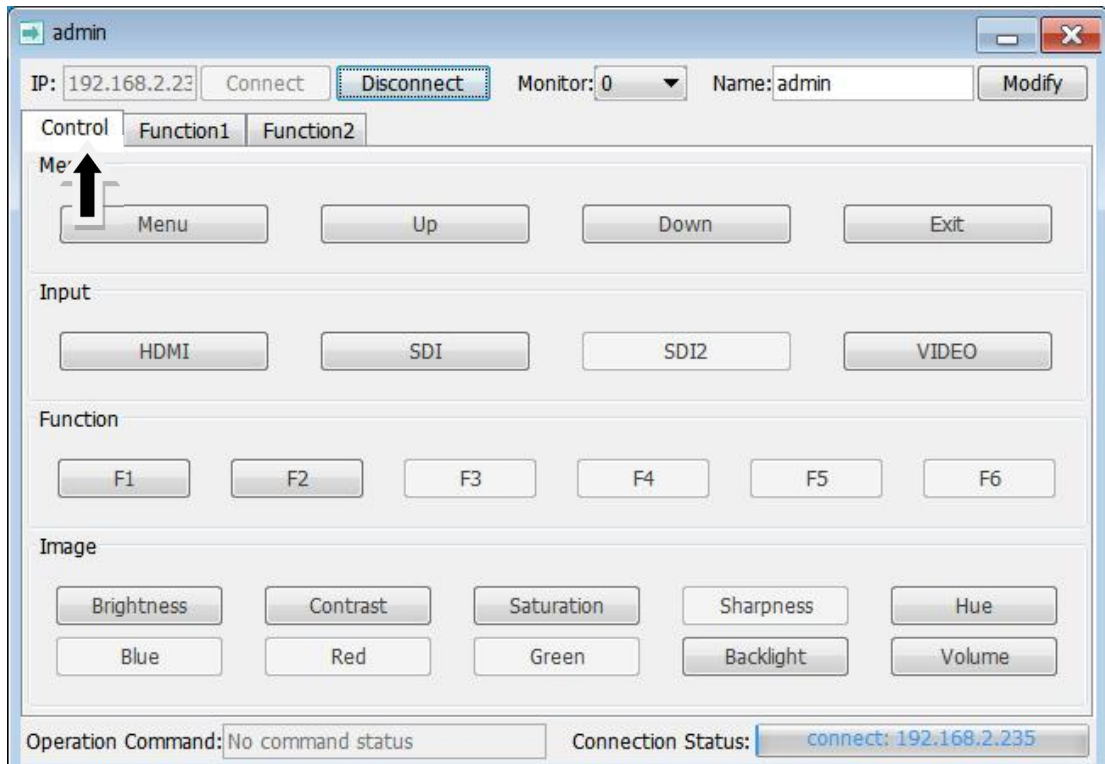 admin
IP: 192.168.2.23 Connect Disconnect Monitor: 0 Name: admin Modify
Control Function1 Function2
Menu Up Down Exit
Input
HDMI SDI SDI2 VIDEO
Function
F1 F2 F3 F4 F5 F6
Image
Brightness Contrast Saturation Sharpness Hue
Blue Red Green Backlight Volume
Operation Command: No command status Connection Status: connect: 192.168.2.235